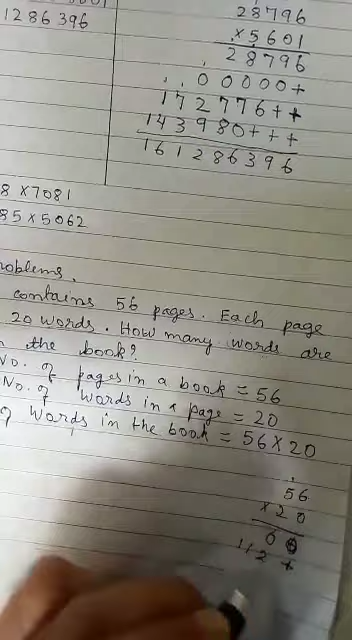 1286396
28796
×5601
28796
00000+
172776++
143980+++
161286396
8×7081
85×5062
roblems.
contains 56 pages. Each page
20 words. How many words are
the book?
No. of pages in a book = 56
No. of words in a page = 20
words in the book = 56×20
56
×20
00
112+